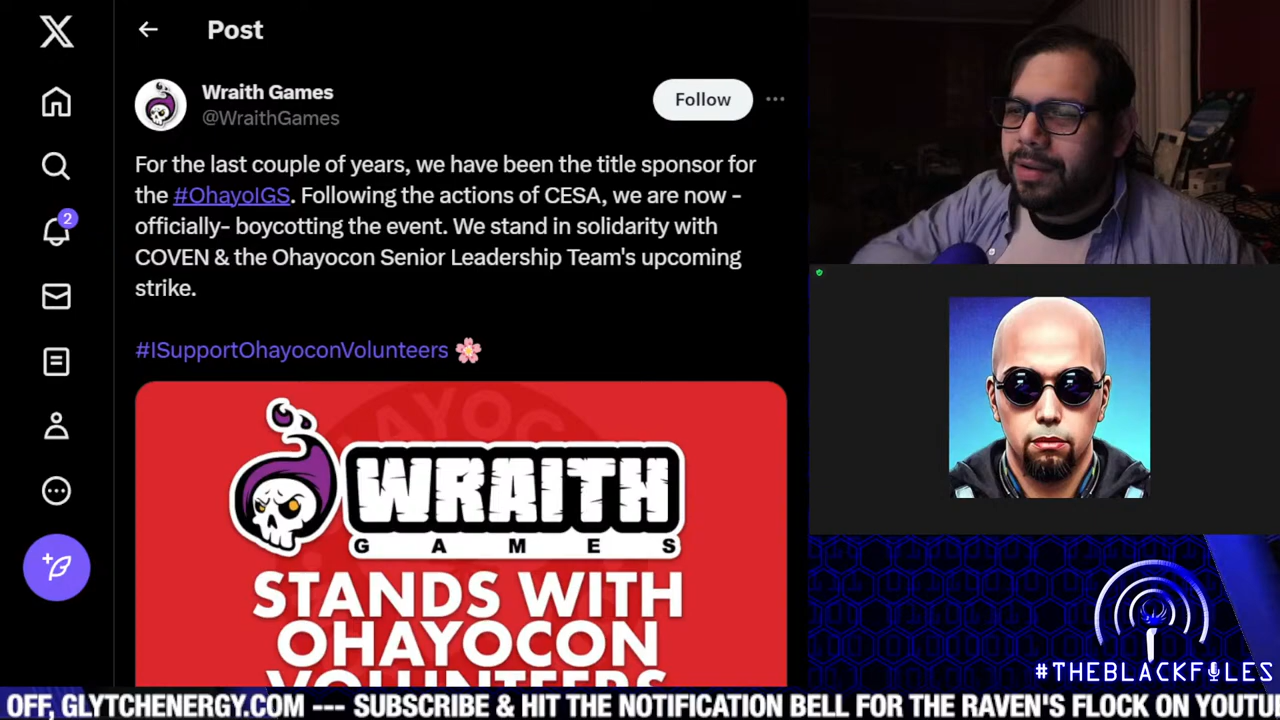 Post
Wraith Games
@WraithGames
Follow
For the last couple of years, we have been the title sponsor for
the #OhayoIGS. Following the actions of CESA, we are now -
officially- boycotting the event. We stand in solidarity with
COVEN & the Ohayocon Senior Leadership Team's upcoming
strike.
#ISupportOhayoconVolunteers 🌸
2
WRAITH
GAMES
STANDS WITH
OHAYOCON
VOLUNTEERS
#THEBLACKFILES
OFF, GLYTCHENERGY.COM --- SUBSCRIBE & HIT THE NOTIFICATION BELL FOR THE RAVEN'S FLOCK ON YOUTU